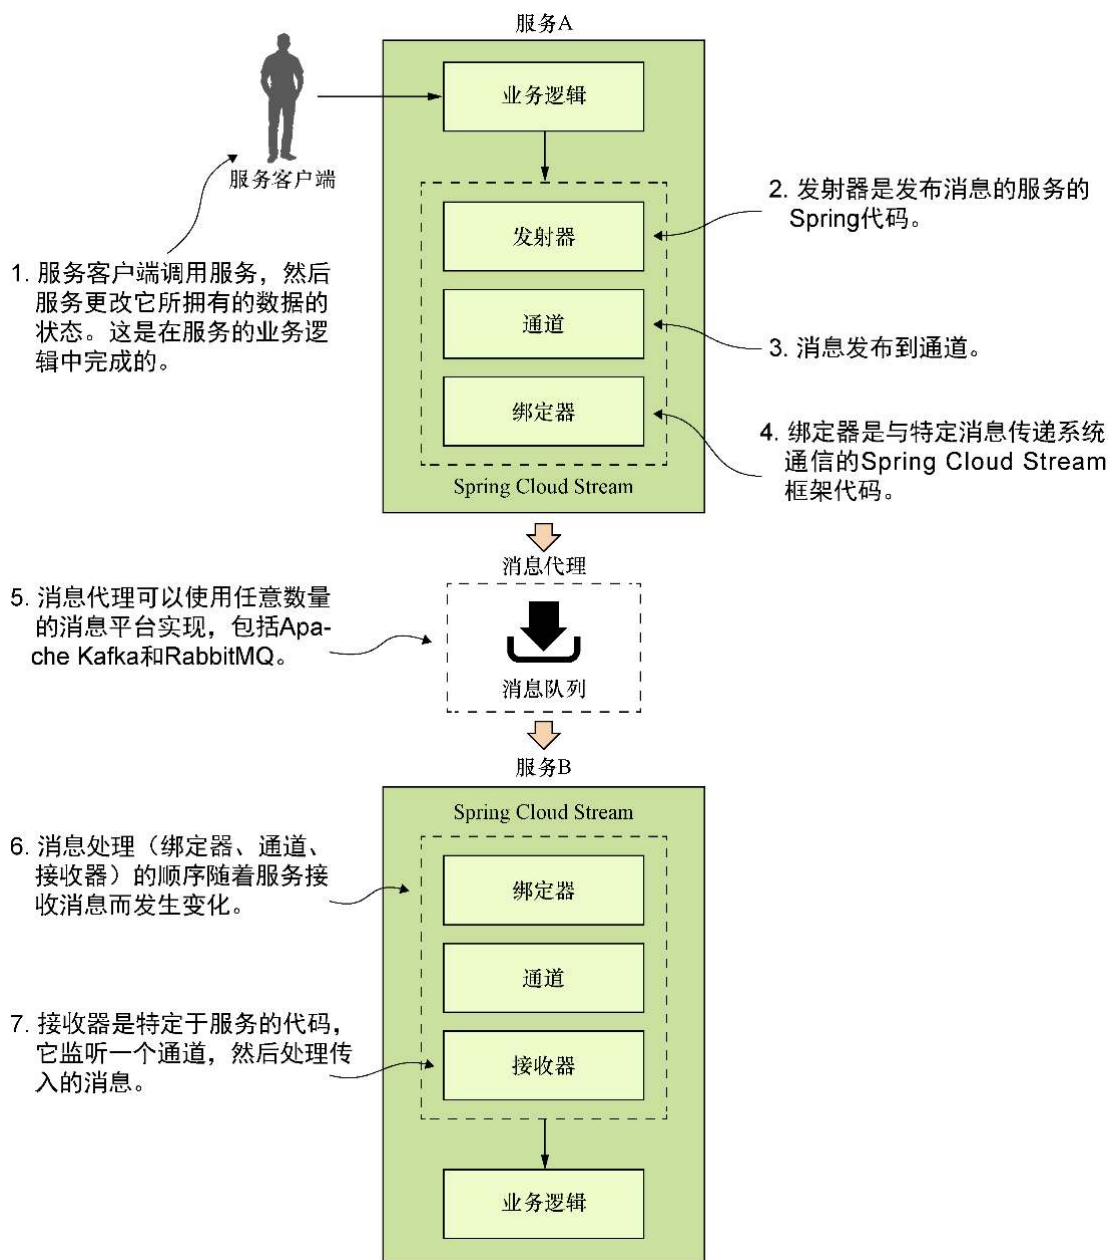 服务A
业务逻辑
服务客户端
发射器
2. 发射器是发布消息的服务的
Spring代码。
1. 服务客户端调用服务，然后
服务更改它所拥有的数据的
状态。这是在服务的业务逻
辑中完成的。
通道
3. 消息发布到通道。
绑定器
4. 绑定器是与特定消息传递系统
通信的Spring Cloud Stream
框架代码。
Spring Cloud Stream
消息代理
5. 消息代理可以使用任意数量
的消息平台实现，包括Apa-
che Kafka和RabbitMQ。
消息队列
服务B
Spring Cloud Stream
6. 消息处理（绑定器、通道、
接收器）的顺序随着服务接
收消息而发生变化。
绑定器
通道
7. 接收器是特定于服务的代码，
它监听一个通道，然后处理传
入的消息。
接收器
业务逻辑